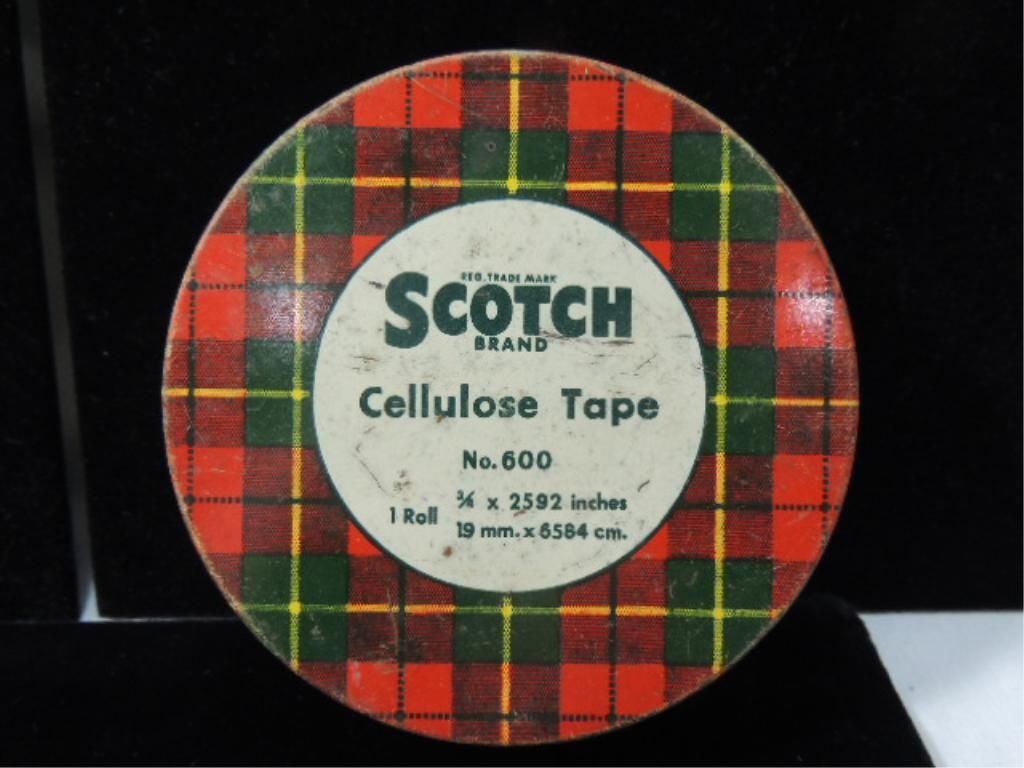 REG. TRADE MARK
SCOTCH
BRAND
Cellulose Tape
No. 600
1 Roll
¾ x 2592 inches
19 mm. x 6584 cm.